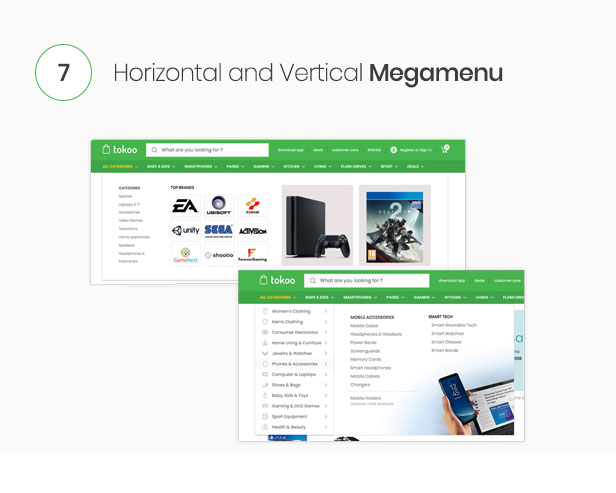 7 Horizontal and Vertical Megamenu
tokoo What are you looking for ? download app deals customer care Wishlist Register or Sign in 0
ALL CATEGORIES BABY & KIDS SMARTPHONES PAGES GAMING KITCHEN LIVING FLASH DRIVES SPORT DEALS
CATEGORIES
Movies
Laptops & IT
Accessories
Video Games
Televisions
Home Appliances
Speakers
Headphones &
Earphones
TOP BRANDS
EA UBISOFT KONAMI
unity SEGA ACTIVISION
GameNest shootio ForeverGaming
tokoo What are you looking for ? download app deals customer care
ALL CATEGORIES BABY & KIDS SMARTPHONES PAGES GAMING KITCHEN LIVING FLASH DRIVES
Women's Clothing
Men's Clothing
Consumer Electronics
Home Living & Furniture
Jewelry & Watches
Phones & Accessories
Computer & Laptops
Shoes & Bags
Baby, Kids & Toys
Gaming & DVD Games
Sport Equipment
Health & Beauty
MOBILE ACCESSORIES
Mobile Cases
Headphones & Headsets
Power Banks
Screenguards
Memory Cards
Smart Headphones
Mobile Cables
Chargers
Mobile Holders
Discover more products
SMART TECH
Smart Wearable Tech
Smart Watches
Smart Glasses
Smart Bands